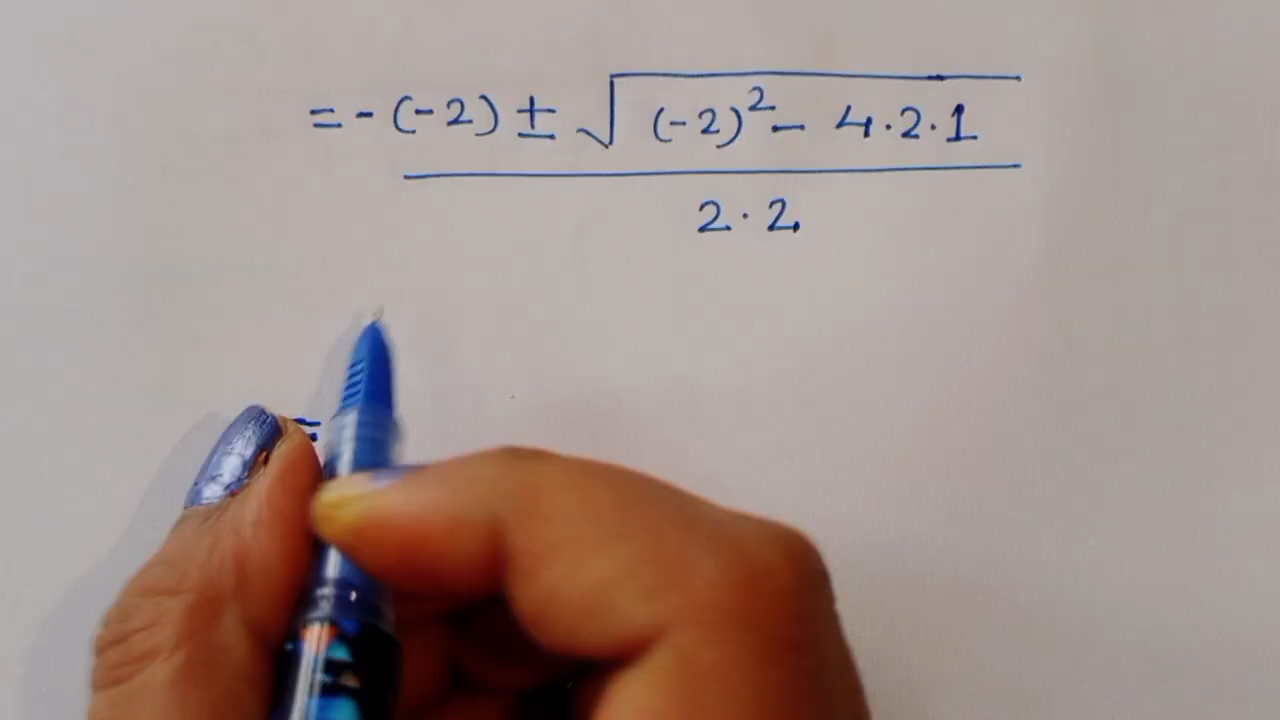 = -(-2) ± √(-2)² - 4·2·1
2·2
=